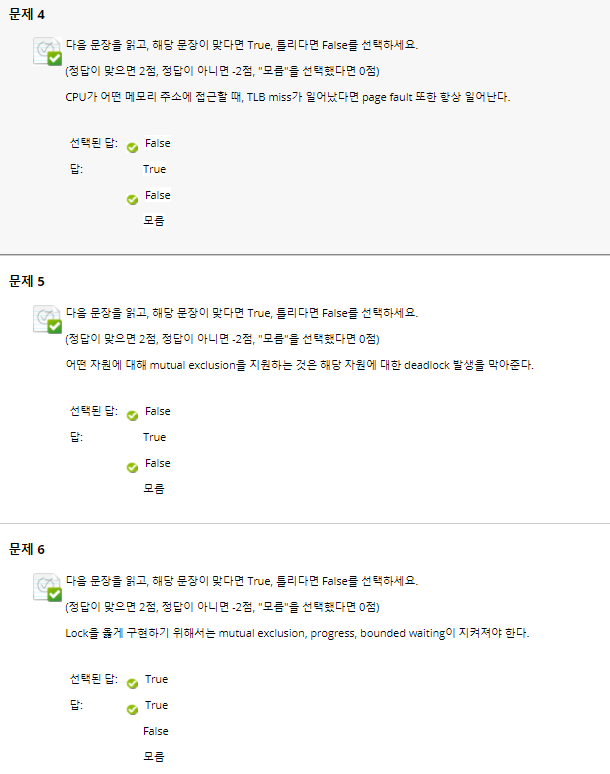 문제 4
다음 문장을 읽고, 해당 문장이 맞다면 True, 틀리다면 False를 선택하세요.
(정답이 맞으면 2점, 정답이 아니면 -2점, "모름"을 선택했다면 0점)
CPU가 어떤 메모리 주소에 접근할 때, TLB miss가 일어났다면 page fault 또한 항상 일어난다.
선택된 답: False
답: True
False
모름
문제 5
다음 문장을 읽고, 해당 문장이 맞다면 True, 틀리다면 False를 선택하세요.
(정답이 맞으면 2점, 정답이 아니면 -2점, "모름"을 선택했다면 0점)
어떤 자원에 대해 mutual exclusion을 지원하는 것은 해당 자원에 대한 deadlock 발생을 막아준다.
선택된 답: False
답: True
False
모름
문제 6
다음 문장을 읽고, 해당 문장이 맞다면 True, 틀리다면 False를 선택하세요.
(정답이 맞으면 2점, 정답이 아니면 -2점, "모름"을 선택했다면 0점)
Lock을 옳게 구현하기 위해서는 mutual exclusion, progress, bounded waiting이 지켜져야 한다.
선택된 답: True
답: True
False
모름